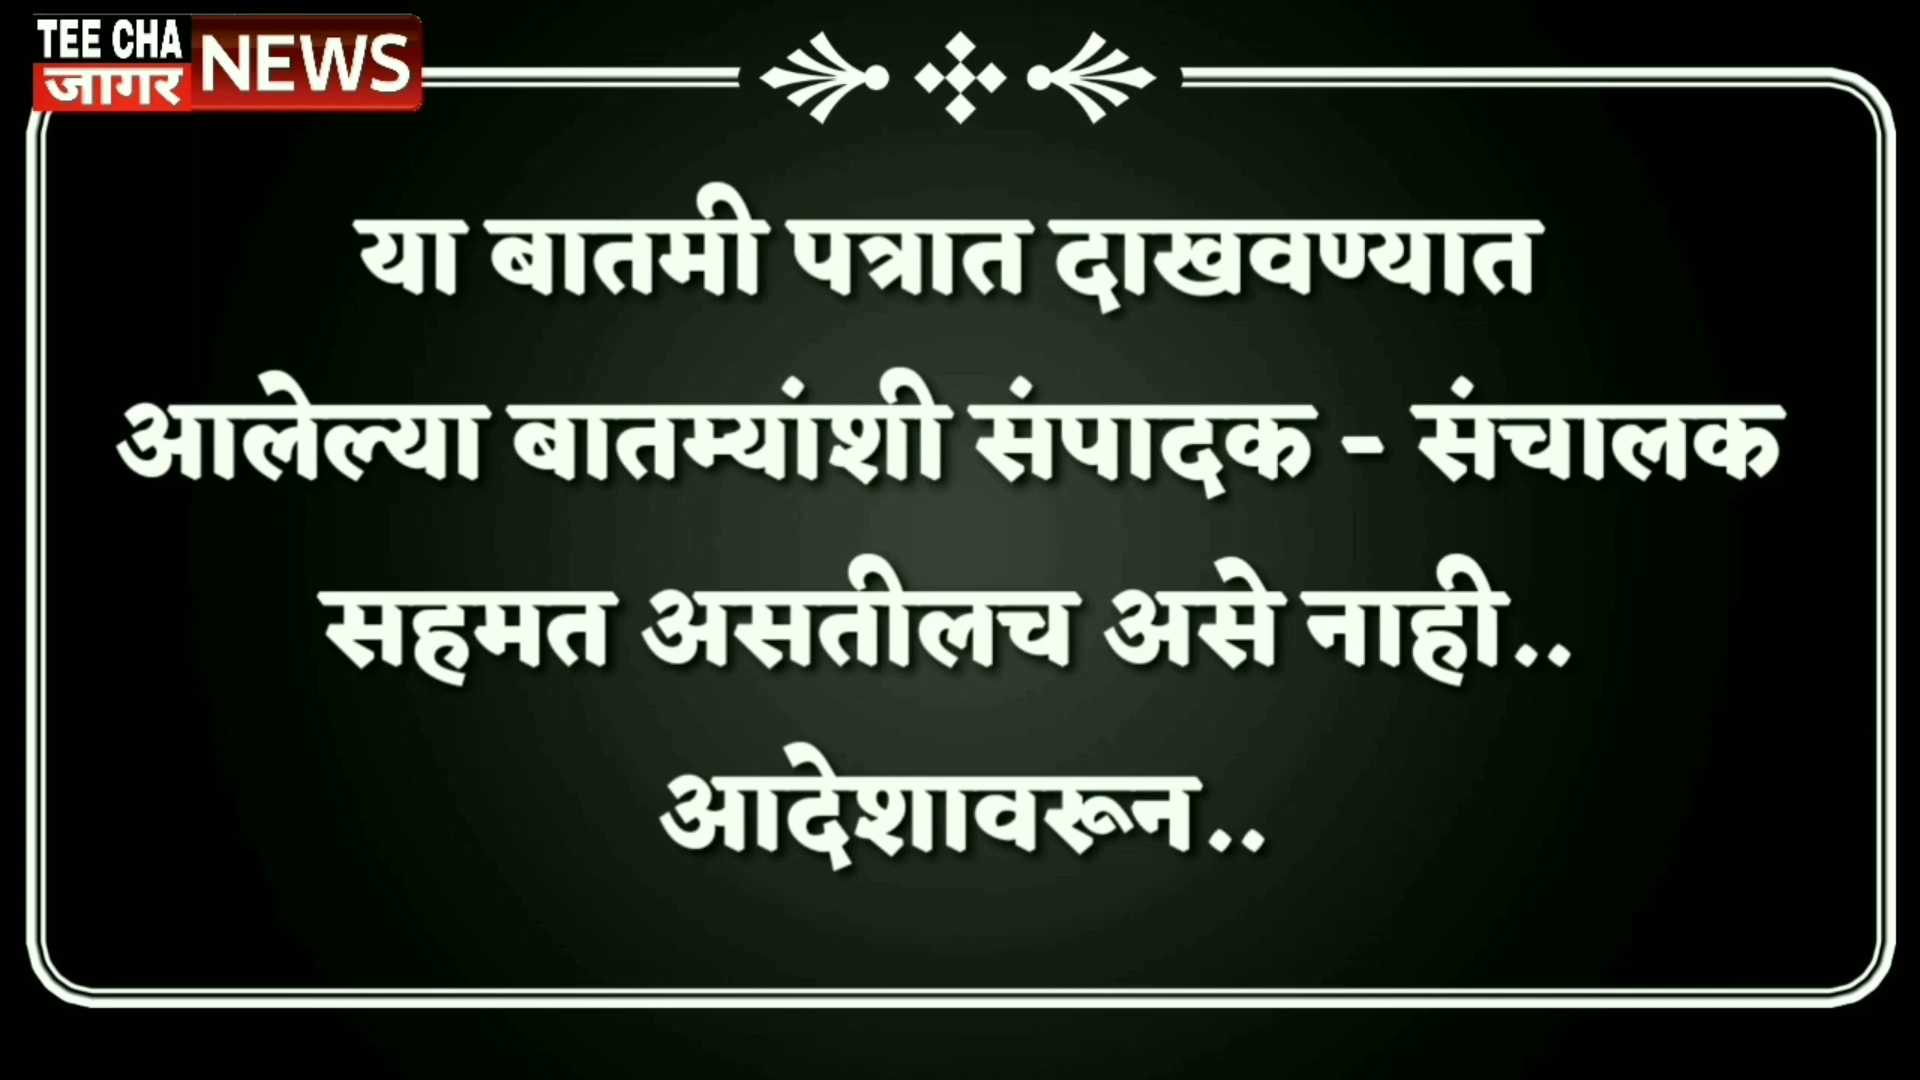 TEE CHA
जागर
NEWS
या बातमी पत्रात दाखवण्यात
आलेल्या बातम्यांशी संपादक - संचालक
सहमत असतीलच असे नाही..
आदेशावरून..